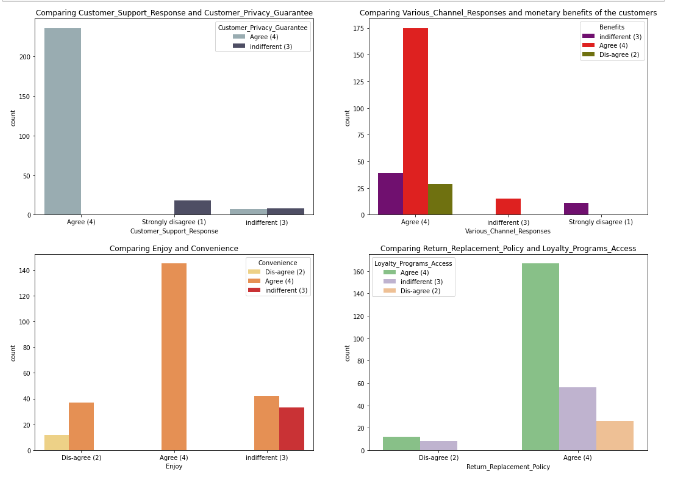 Comparing Customer_Support_Response and Customer_Privacy_Guarantee
Customer_Privacy_Guarantee
Agree (4)
indifferent (3)
200
150
100
50
0
count
Agree (4)
Strongly disagree (1)
indifferent (3)
Customer_Support_Response
Comparing Various_Channel_Responses and monetary benefits of the customers
Benefits
indifferent (3)
Agree (4)
Dis-agree (2)
175
150
125
100
75
50
25
0
count
Agree (4)
indifferent (3)
Strongly disagree (1)
Various_Channel_Responses
Comparing Enjoy and Convenience
Convenience
Dis-agree (2)
Agree (4)
indifferent (3)
140
120
100
80
60
40
20
0
count
Dis-agree (2)
Agree (4)
indifferent (3)
Enjoy
Comparing Return_Replacement_Policy and Loyalty_Programs_Access
Loyalty_Programs_Access
Agree (4)
indifferent (3)
Dis-agree (2)
175
160
140
120
100
80
60
40
20
0
count
Dis-agree (2)
Agree (4)
Return_Replacement_Policy